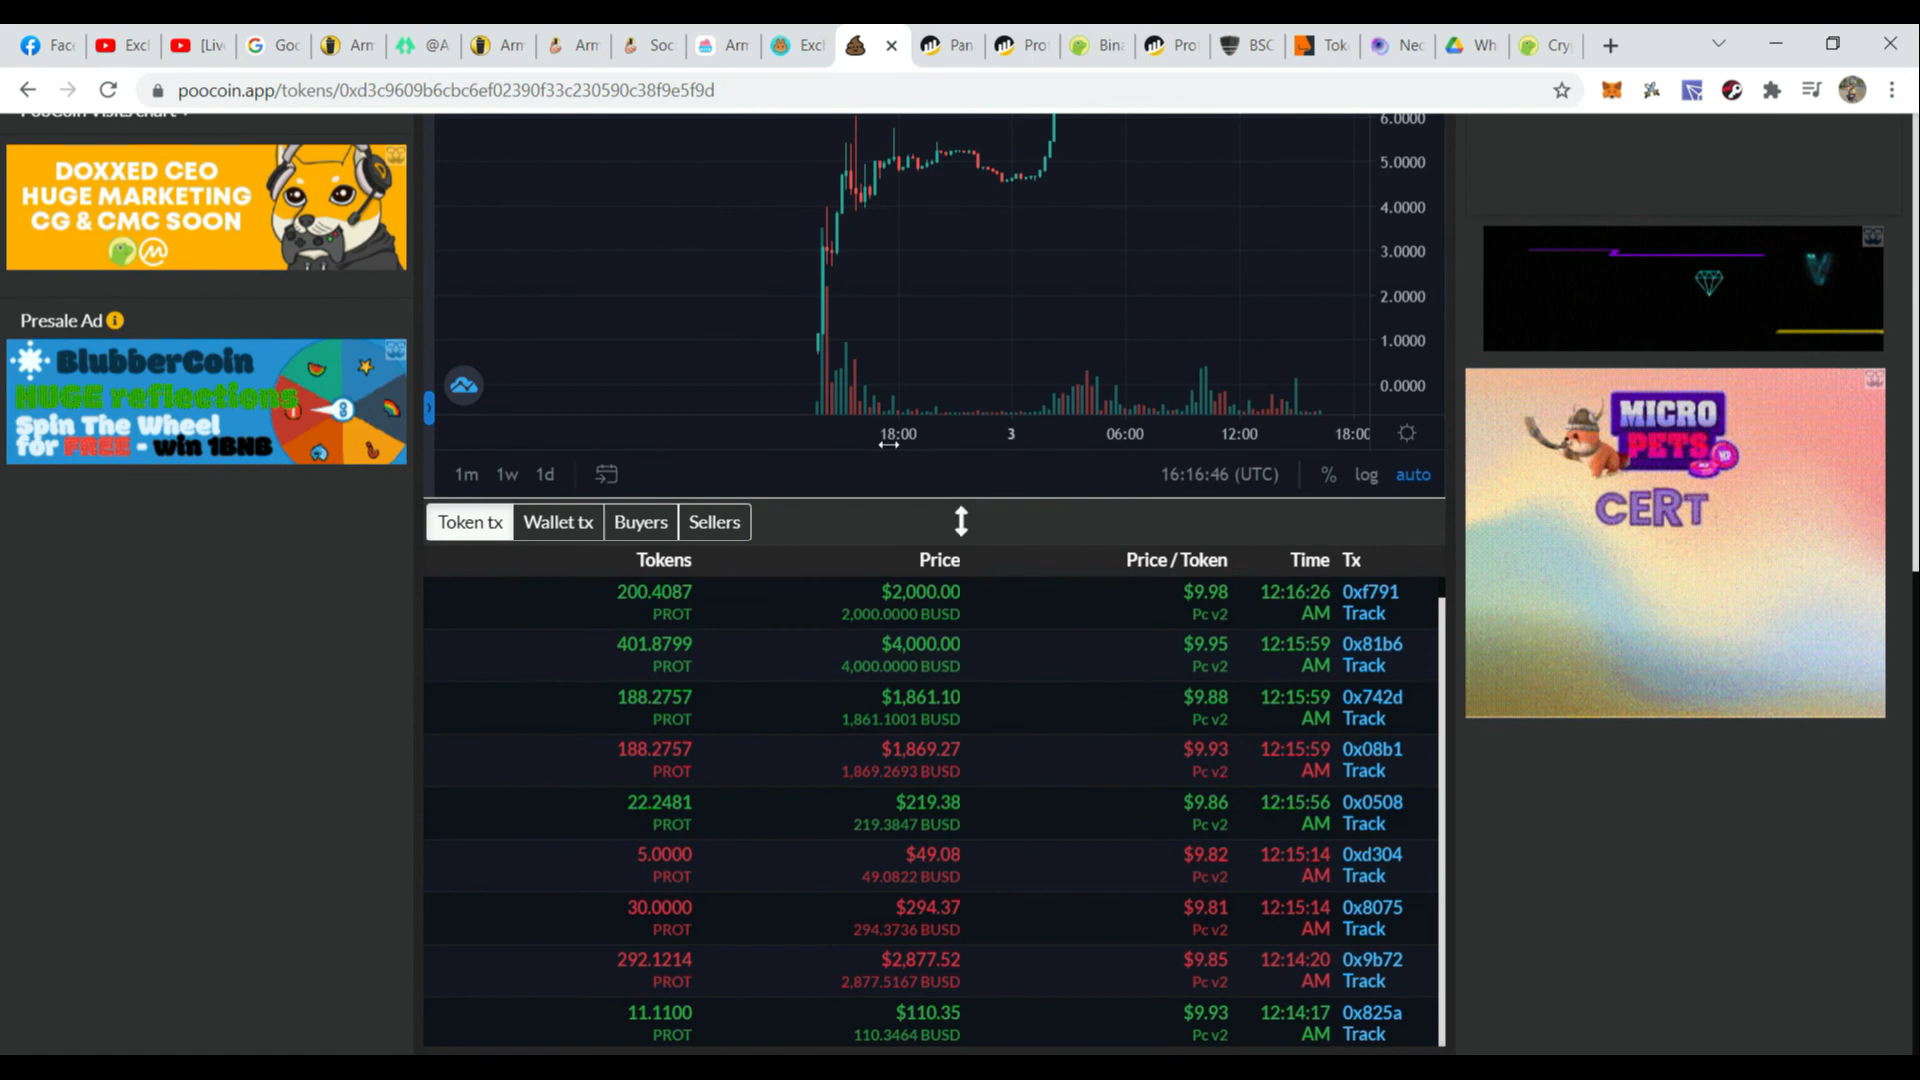 Face
Excl
[Liv
Goo
Arm
@A
Arm
Arm
Soc
Arm
Excl
Pan
Pro
Bina
Pro
BSC
Tok
Nec
Wh
Cry
poocoin.app/tokens/0xd3c9609b6cbc6ef02390f33c230590c38f9e5f9d
PooCoin Visits chart
DOXXED CEO
HUGE MARKETING
CG & CMC SOON
Presale Ad
BlubberCoin
HUGE reflections
Spin The Wheel
for FREE - win 1BNB
6.0000
5.0000
4.0000
3.0000
2.0000
1.0000
0.0000
18:00 3 06:00 12:00 18:00
1m 1w 1d 16:16:46 (UTC) % log auto
Token tx Wallet tx Buyers Sellers
Tokens Price Price / Token Time Tx
200.4087 $2,000.00 $9.98 12:16:26 0xf791
PROT 2,000.0000 BUSD Pc v2 AM Track
401.8799 $4,000.00 $9.95 12:15:59 0x81b6
PROT 4,000.0000 BUSD Pc v2 AM Track
188.2757 $1,861.10 $9.88 12:15:59 0x742d
PROT 1,861.1001 BUSD Pc v2 AM Track
188.2757 $1,869.27 $9.93 12:15:59 0x08b1
PROT 1,869.2693 BUSD Pc v2 AM Track
22.2481 $219.38 $9.86 12:15:56 0x0508
PROT 219.3847 BUSD Pc v2 AM Track
5.0000 $49.08 $9.82 12:15:14 0xd304
PROT 49.0822 BUSD Pc v2 AM Track
30.0000 $294.37 $9.81 12:15:14 0x8075
PROT 294.3736 BUSD Pc v2 AM Track
292.1214 $2,877.52 $9.85 12:14:20 0x9b72
PROT 2,877.5167 BUSD Pc v2 AM Track
11.1100 $110.35 $9.93 12:14:17 0x825a
PROT 110.3464 BUSD Pc v2 AM Track
V
MICRO
PETS
CERT